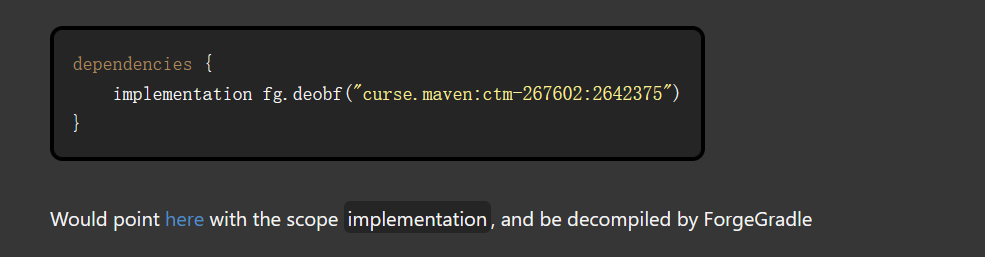 dependencies {
    implementation fg.deobf("curse.maven:ctm-267602:2642375")
}
Would point here with the scope implementation, and be decompiled by ForgeGradle